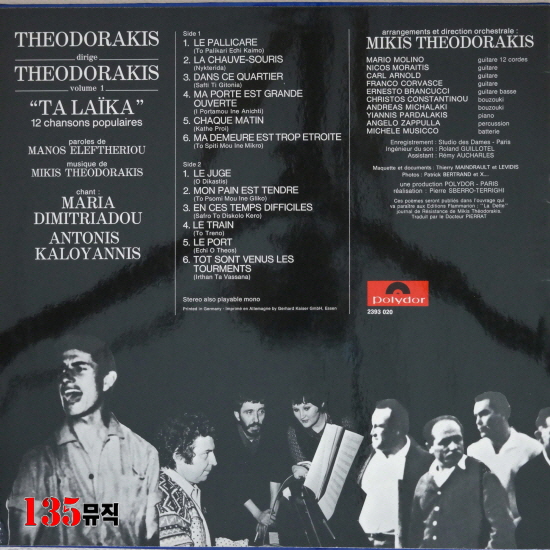 THEODORAKIS
dirige
THEODORAKIS
volume 1
"TA LAÏKA"
12 chansons populaires
paroles de
MANOS ELEFTHERIOU
musique de
MIKIS THEODORAKIS
chant :
MARIA
DIMITRIADOU
ANTONIS
KALOYANNIS
Side 1
1. LE PALLICARE
(To Palikari Echi Kaimo)
2. LA CHAUVE-SOURIS
(Nykterida)
3. DANS CE QUARTIER
(Safti Ti Gitonia)
4. MA PORTE EST GRANDE
OUVERTE
(I Portamou Ine Anichti)
5. CHAQUE MATIN
(Kathe Proj)
6. MA DEMEURE EST TROP ETROITE
(To Spiti Mou Ine Mikro)
Side 2
1. LE JUGE
(O Dikastis)
2. MON PAIN EST TENDRE
(To Psomi Mou Ine Gliko)
3. EN CES TEMPS DIFFICILES
(Safro To Diskolo Kero)
4. LE TRAIN
(To Treno)
5. LE PORT
(Echi O Theos)
6. TOT SONT VENUS LES
TOURMENTS
(Irthan Ta Vassana)
Stereo also playable mono
Printed in Germany · Imprimé en Allemagne by Gerhard Kaiser GmbH, Essen
arrangements et direction orchestrale :
MIKIS THEODORAKIS
MARIO MOLINO guitare 12 cordes
NICOS MORAITIS guitare
CARL ARNOLD guitare
FRANCO CORVASCE guitare
ERNESTO BRANCUCCI guitare basse
CHRISTOS CONSTANTINOU bouzouki
ANDREAS MICHALAKI bouzouki
YIANNIS PARDALAKIS piano
ANGELO ZAPPULLA percussion
MICHELE MUSICCO batterie
Enregistrement : Studio des Dames - Paris
Ingénieur du son : Roland GUILLOTEL
Assistant : Rémy AUCHARLES
Maquette et documents : Thierry MAINDRAULT et LEVIDIS
Photos : Patrick BERTRAND et X...
une production POLYDOR - PARIS
réalisation : Pierre SBERRO-TERRIGHI
Ces poèmes seront publiés dans l'ouvrage qui
va paraître aux Editions Flammarion : "La Dette"
journal de Résistance de Mikis Théodorakis.
Traduit par le Docteur PIERRAT
Polydor
2393 020
135뮤직